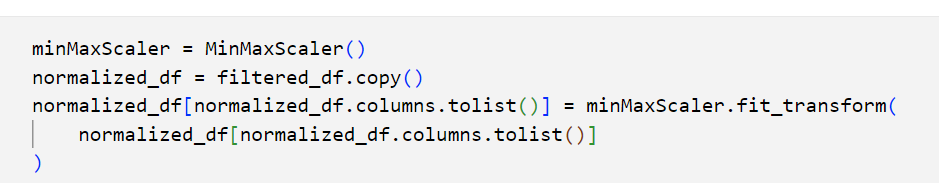 minMaxScaler = MinMaxScaler()
normalized_df = filtered_df.copy()
normalized_df[normalized_df.columns.tolist()] = minMaxScaler.fit_transform(
    normalized_df[normalized_df.columns.tolist()]
)